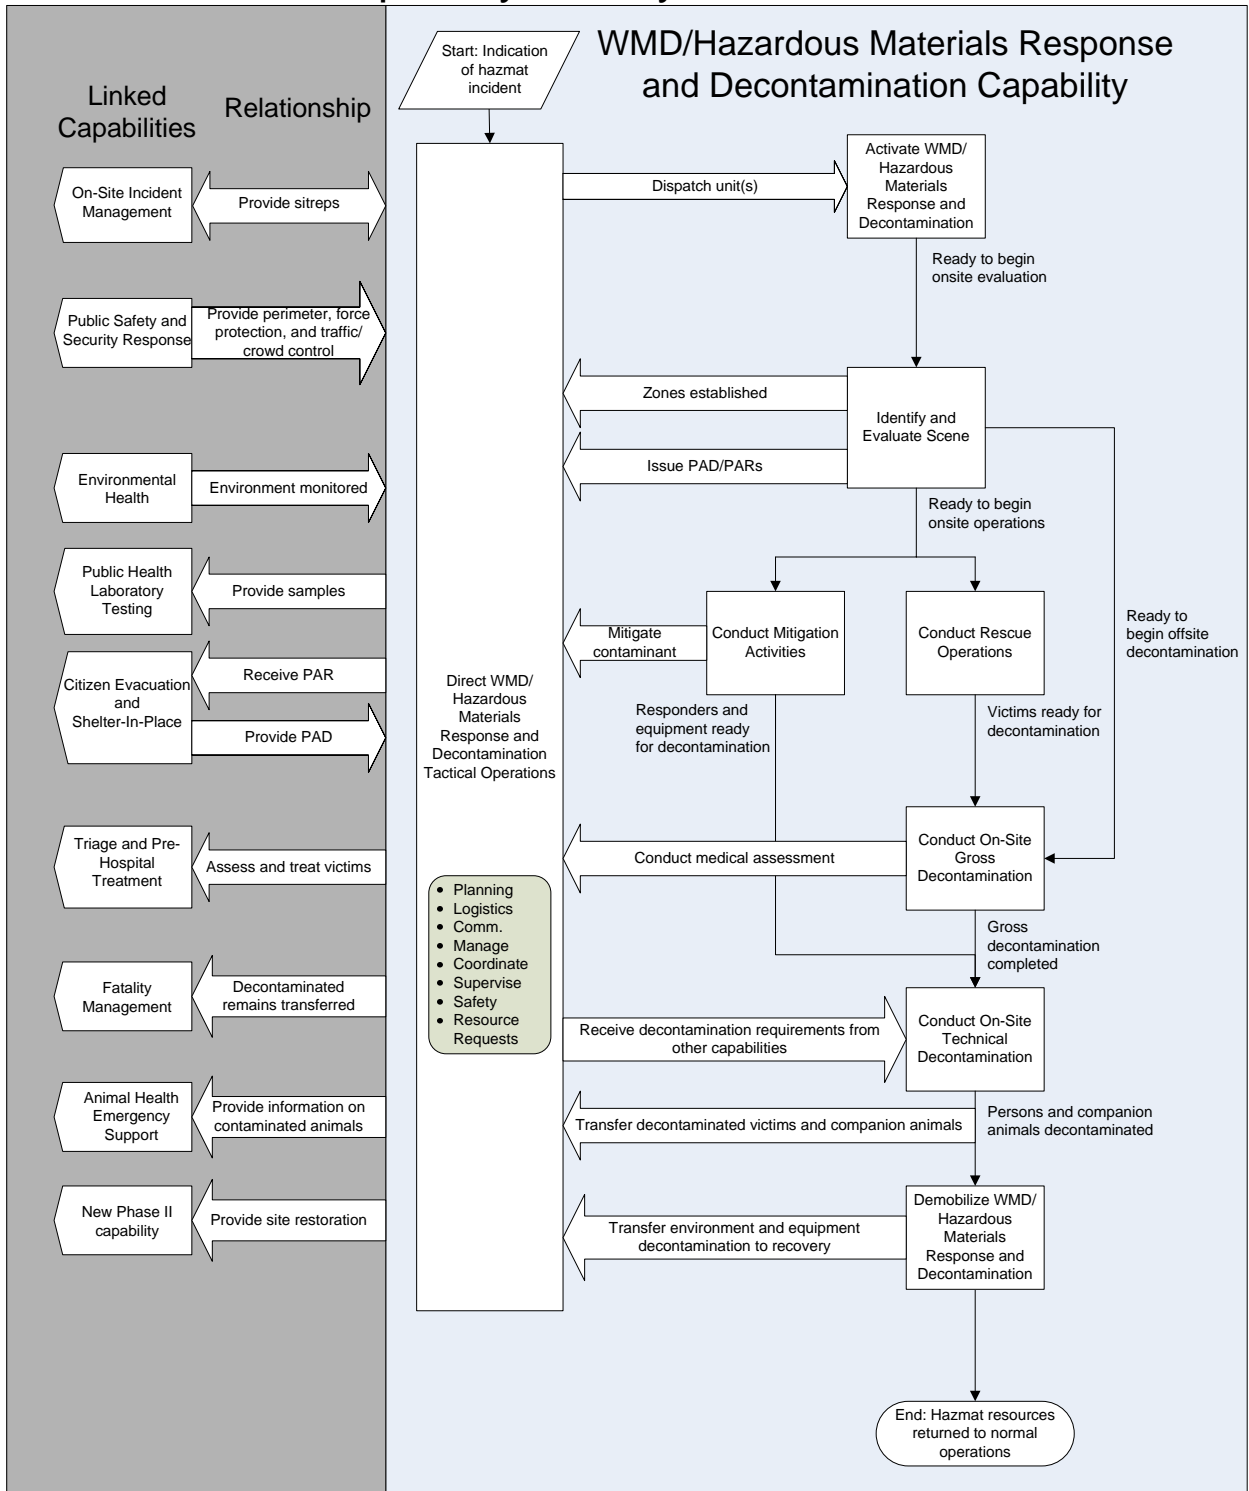 WMD/Hazardous Materials Response
and Decontamination Capability
Linked
Capabilities
Relationship
Start: Indication
of hazmat
incident
On-Site Incident
Management
Provide sitreps
Public Safety and
Security Response
Provide perimeter, force
protection, and traffic/
crowd control
Environmental
Health
Environment monitored
Public Health
Laboratory
Testing
Provide samples
Citizen Evacuation
and
Shelter-In-Place
Receive PAR
Provide PAD
Triage and Pre-
Hospital
Treatment
Assess and treat victims
Fatality
Management
Decontaminated
remains transferred
Animal Health
Emergency
Support
Provide information on
contaminated animals
New Phase II
capability
Provide site restoration
Direct WMD/
Hazardous
Materials
Response and
Decontamination
Tactical Operations
• Planning
• Logistics
• Comm.
• Manage
• Coordinate
• Supervise
• Safety
• Resource
Requests
Dispatch unit(s)
Activate WMD/
Hazardous
Materials
Response and
Decontamination
Ready to begin
onsite evaluation
Zones established
Issue PAD/PARs
Identify and
Evaluate Scene
Ready to begin
onsite operations
Ready to
begin offsite
decontamination
Mitigate
contaminant
Conduct Mitigation
Activities
Conduct Rescue
Operations
Responders and
equipment ready
for decontamination
Victims ready for
decontamination
Conduct medical assessment
Conduct On-Site
Gross
Decontamination
Gross
decontamination
completed
Receive decontamination requirements from
other capabilities
Conduct On-Site
Technical
Decontamination
Transfer decontaminated victims and companion animals
Persons and companion
animals decontaminated
Transfer environment and equipment
decontamination to recovery
Demobilize WMD/
Hazardous
Materials
Response and
Decontamination
End: Hazmat resources
returned to normal
operations